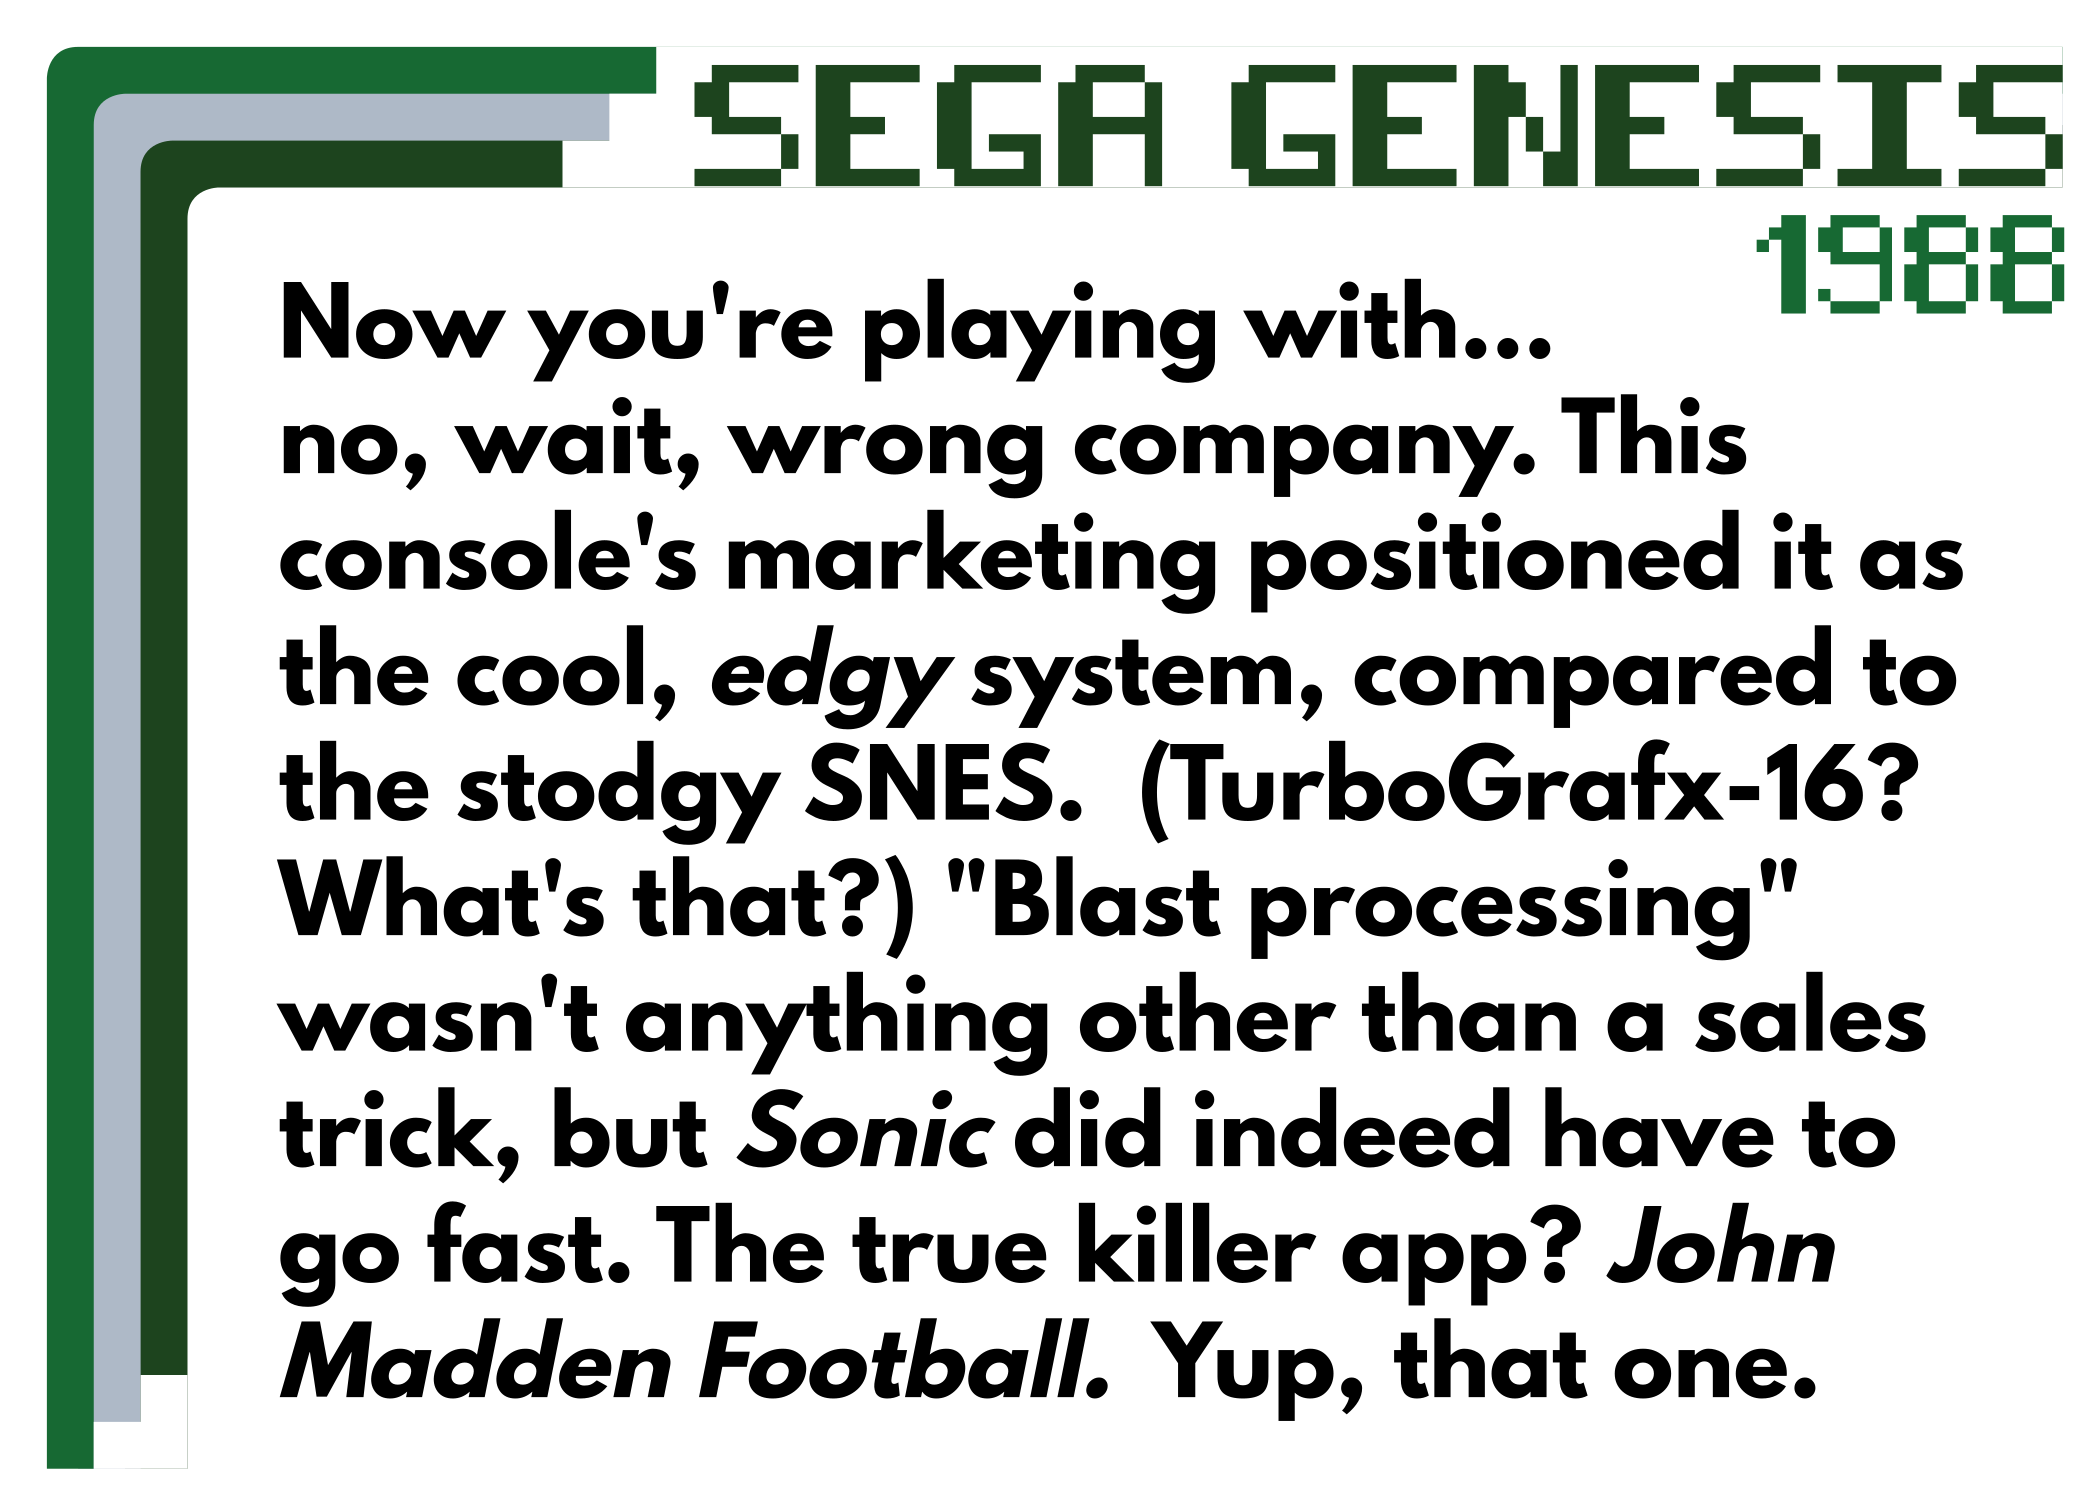 SEGA GENESIS
1988
Now you're playing with...
no, wait, wrong company. This
console's marketing positioned it as
the cool, edgy system, compared to
the stodgy SNES.  (TurboGrafx-16?
What's that?) "Blast processing"
wasn't anything other than a sales
trick, but Sonic did indeed have to
go fast. The true killer app? John
Madden Football. Yup, that one.